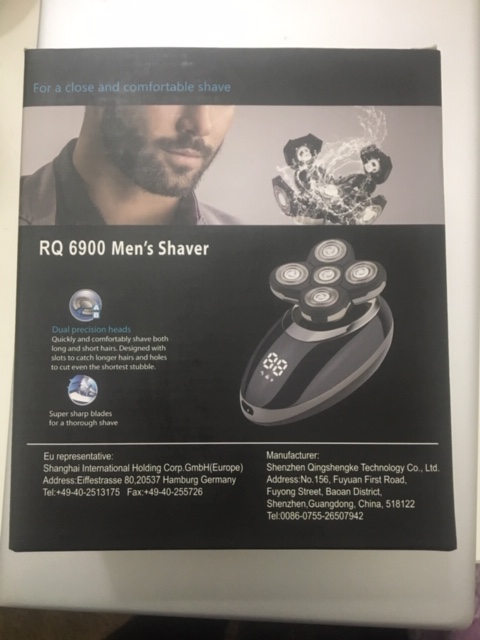 For a close and comfortable shave
RQ 6900 Men's Shaver
Dual precision heads
Quickly and comfortably shave both
long and short hairs. Designed with
slots to catch longer hairs and holes
to cut even the shortest stubble.
Super sharp blades
for a thorough shave
88
Eu representative:
Shanghai International Holding Corp.GmbH(Europe)
Address:Eiffestrasse 80,20537 Hamburg Germany
Tel:+49-40-2513175 Fax:+49-40-255726
Manufacturer:
Shenzhen Qingshengke Technology Co., Ltd.
Address:No.156, Fuyuan First Road,
Fuyong Street, Baoan District,
Shenzhen,Guangdong, China, 518122
Tel:0086-0755-26507942